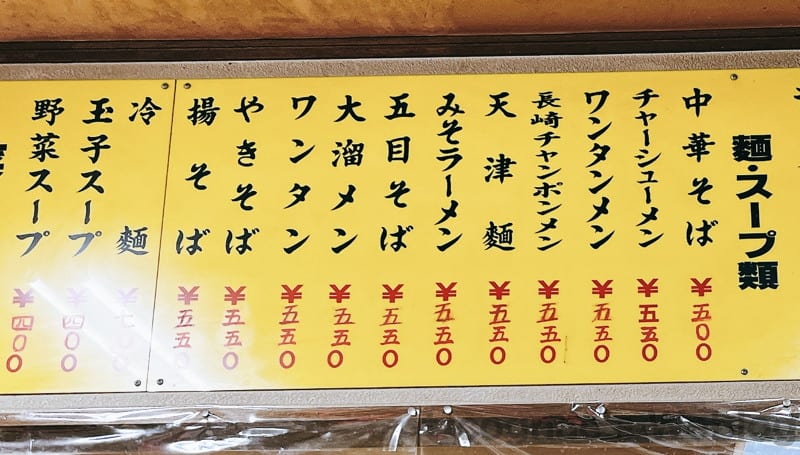 麺・スープ類
中華そば ¥五〇〇
チャーシューメン ¥五五〇
ワンタンメン ¥五五〇
長崎チャンポンメン ¥五五〇
天津麺 ¥五五〇
みそラーメン ¥五五〇
五目そば ¥五五〇
大溜メン ¥五五〇
ワンタン ¥五五〇
やきそば ¥五五〇
揚そば ¥五五〇
冷麺 ¥七〇〇
玉子スープ ¥四〇〇
野菜スープ ¥四〇〇